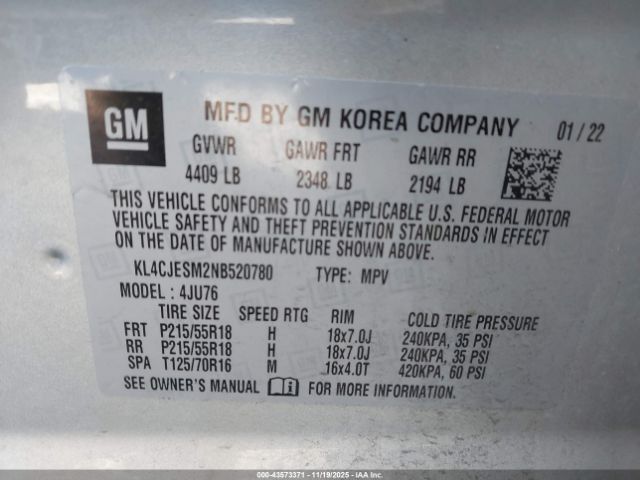 GM
MFD BY GM KOREA COMPANY 01/22
GVWR GAWR FRT GAWR RR
4409 LB 2348 LB 2194 LB
THIS VEHICLE CONFORMS TO ALL APPLICABLE U.S. FEDERAL MOTOR
VEHICLE SAFETY AND THEFT PREVENTION STANDARDS IN EFFECT
ON THE DATE OF MANUFACTURE SHOWN ABOVE.
KL4CJESM2NB520780 TYPE: MPV
MODEL: 4JU76
TIRE SIZE SPEED RTG RIM COLD TIRE PRESSURE
FRT P215/55R18 H 18x7.0J 240KPA, 35 PSI
RR P215/55R18 H 18x7.0J 240KPA, 35 PSI
SPA T125/70R16 M 16x4.0T 420KPA, 60 PSI
SEE OWNER'S MANUAL FOR MORE INFORMATION.
000-43573371 - 11/19/2025 - IAAI.CA